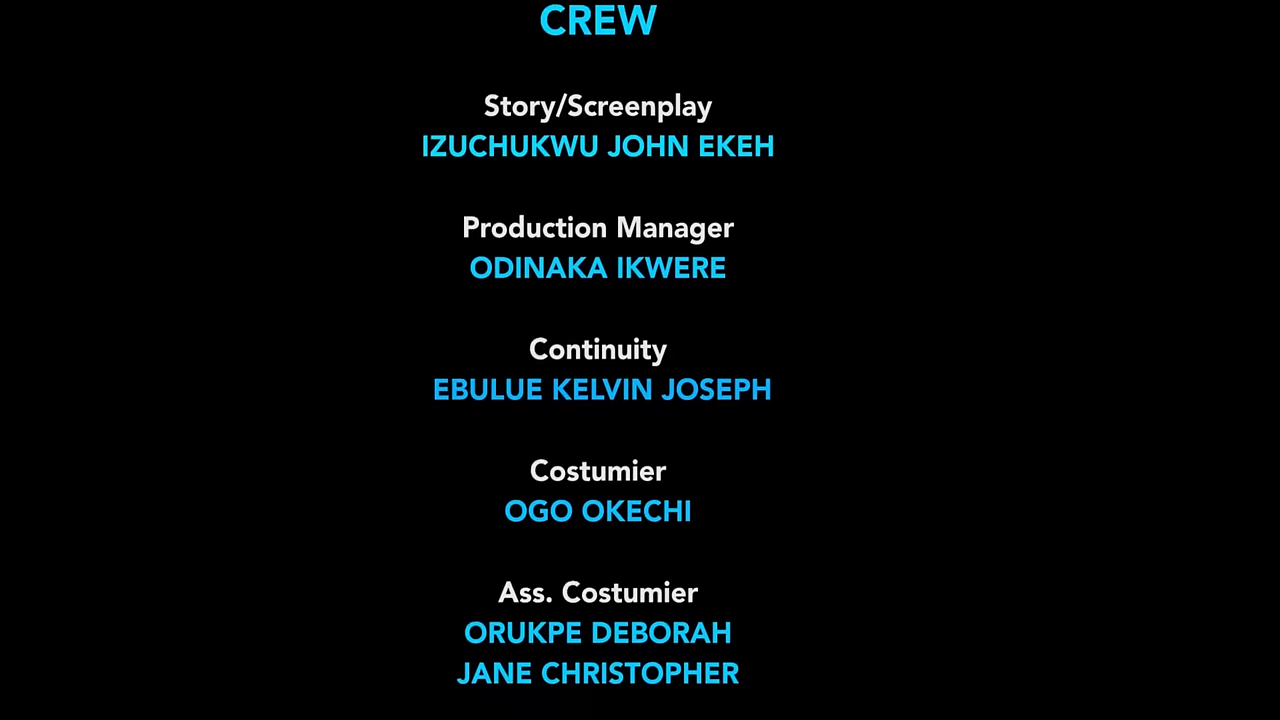 CREW
Story/Screenplay
IZUCHUKWU JOHN EKEH
Production Manager
ODINAKA IKWERE
Continuity
EBULUE KELVIN JOSEPH
Costumier
OGO OKECHI
Ass. Costumier
ORUKPE DEBORAH
JANE CHRISTOPHER